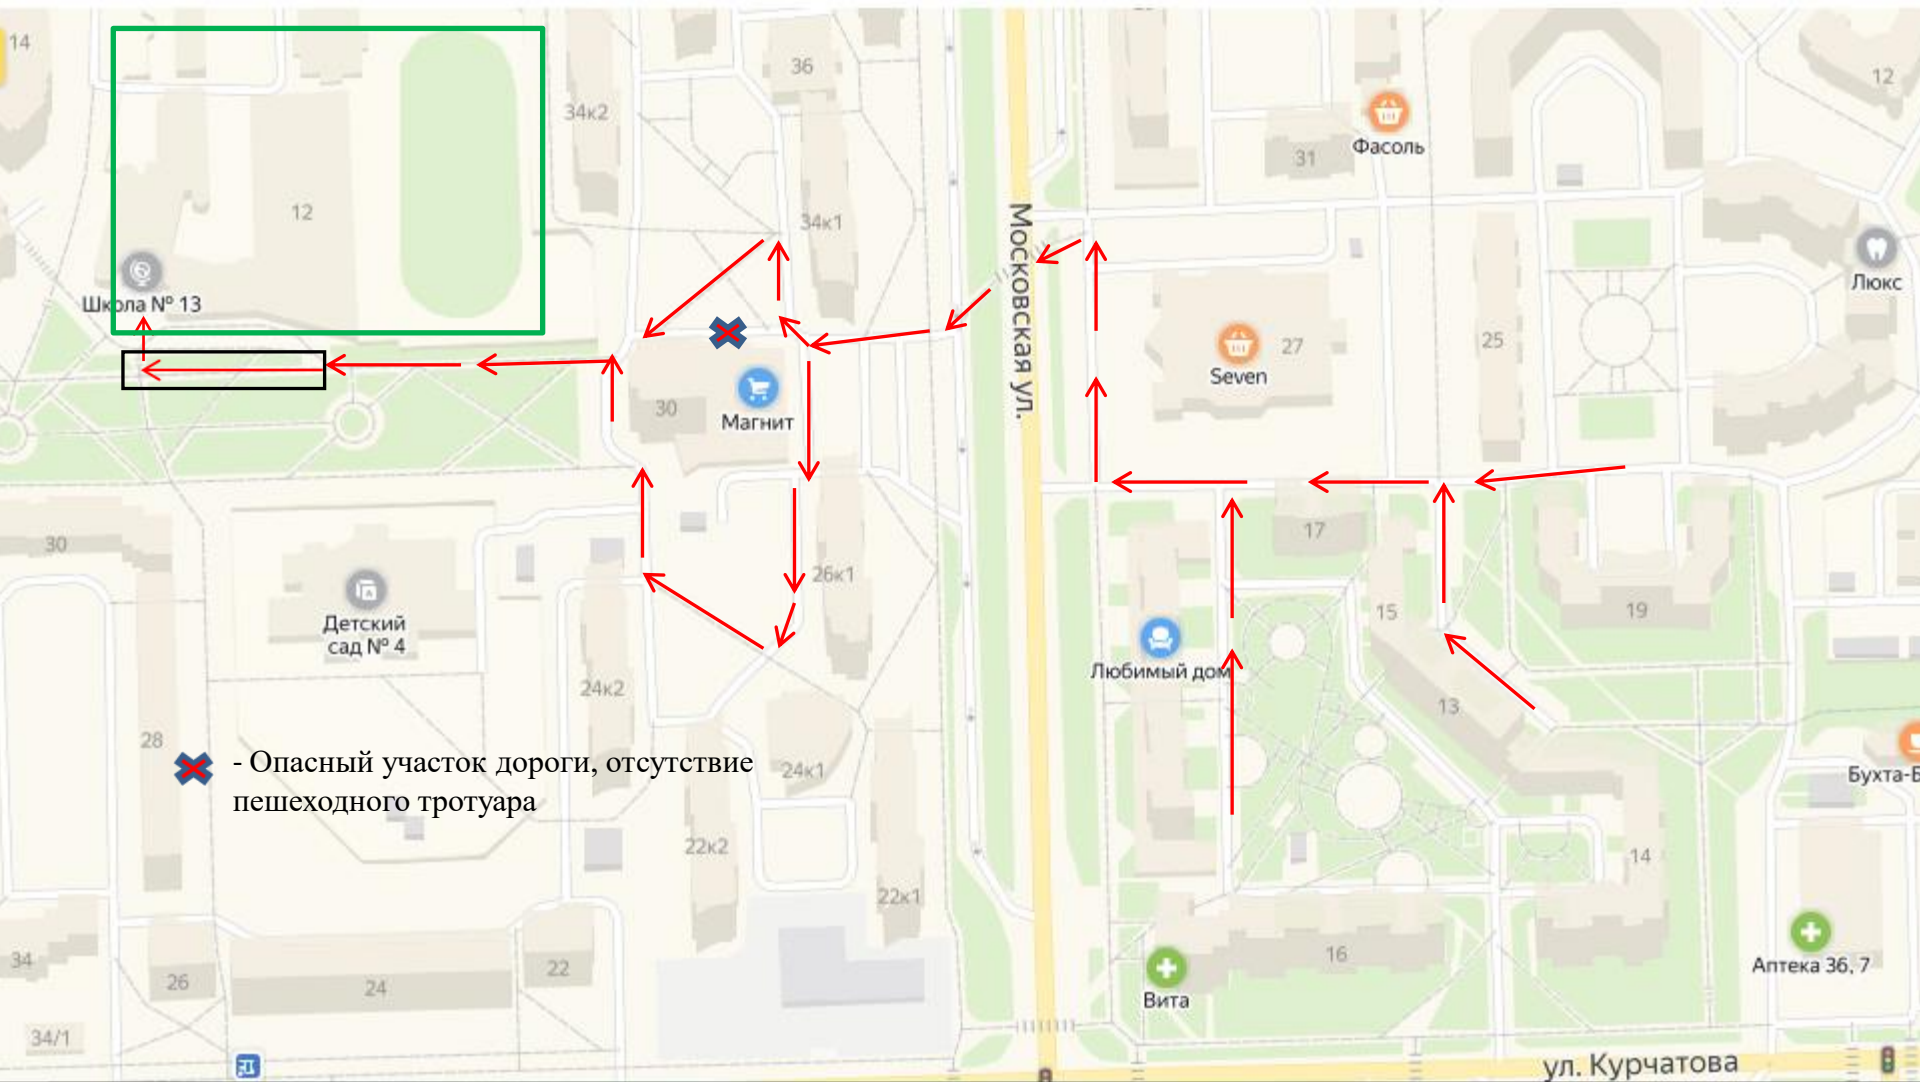 14
36
34к2
12
34к1
Школа № 13
30
Магнит
Московская ул.
31
Фасоль
12
Люкс
27
Seven
25
17
15
19
13
Любимый дом
26к1
30
Детский
сад № 4
24к2
28
- Опасный участок дороги, отсутствие
пешеходного тротуара
24к1
22к2
22к1
14
Бухта-Б
34
26
24
22
34/1
16
Вита
Аптека 36, 7
ул. Курчатова